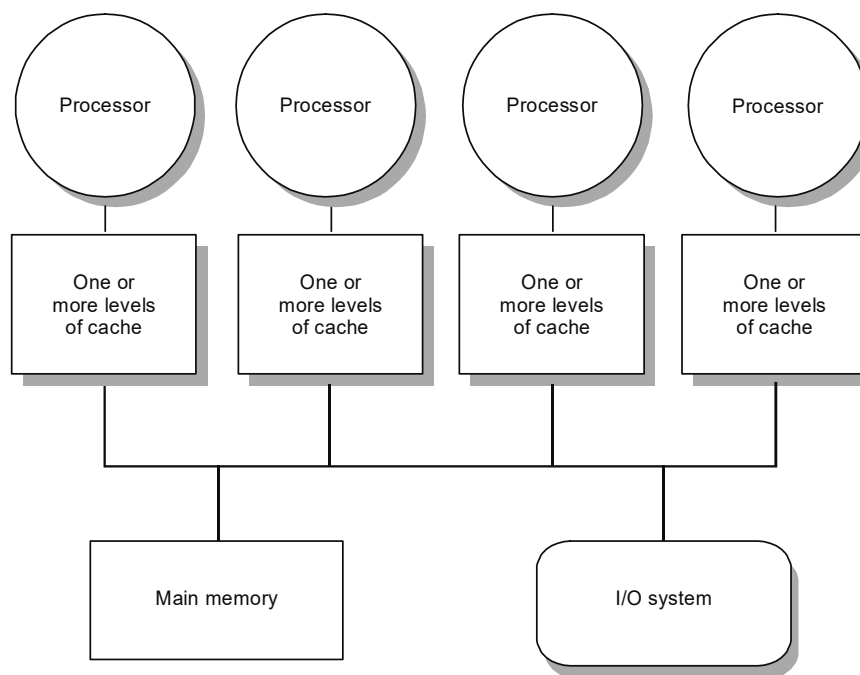 Processor
Processor
Processor
Processor
One or
more levels
of cache
One or
more levels
of cache
One or
more levels
of cache
One or
more levels
of cache
Main memory
I/O system